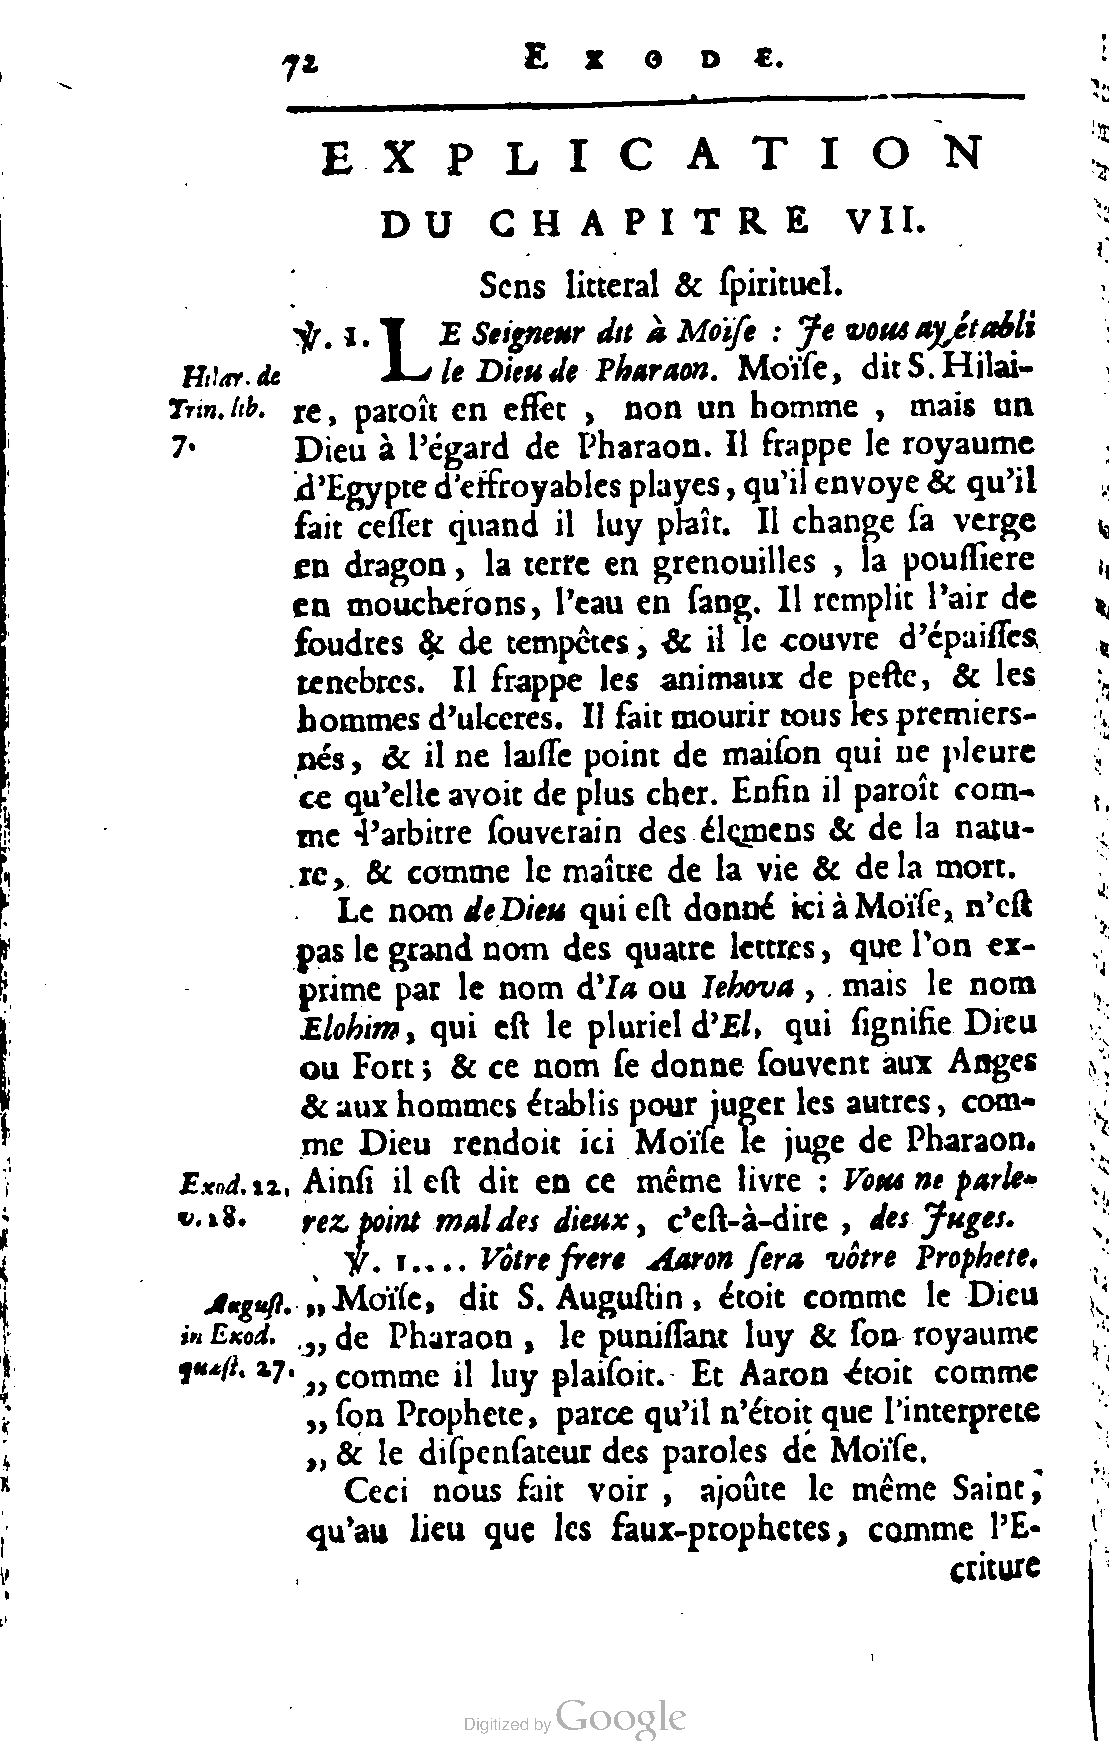 72 EXODE.
EXPLICATION
DU CHAPITRE VII.
Sens litteral & ſpirituel.
℣. 1. LE Seigneur dit à Moïſe : Je vous ay établi
Hilar. de
le Dieu de Pharaon. Moïſe, dit S. Hilai-
Trin. lib.
re, paroît en effet , non un homme , mais un
7.
Dieu à l'égard de Pharaon. Il frappe le royaume
d'Egypte d'effroyables playes, qu'il envoye & qu'il
fait ceſſer quand il luy plaît. Il change ſa verge
en dragon, la terre en grenouilles , la pouſſiere
en moucherons, l'eau en ſang. Il remplit l'air de
foudres & de tempêtes, & il le couvre d'épaiſſes
tenebres. Il frappe les animaux de peſte, & les
hommes d'ulceres. Il fait mourir tous les premiers-
nés, & il ne laiſſe point de maiſon qui ne pleure
ce qu'elle avoit de plus cher. Enfin il paroît com-
me l'arbitre ſouverain des élemens & de la natu-
re, & comme le maître de la vie & de la mort.
Le nom de Dieu qui eſt donné ici à Moïſe, n'eſt
pas le grand nom des quatre lettres, que l'on ex-
prime par le nom d'Ia ou Iehova , mais le nom
Elohim, qui eſt le pluriel d'El, qui ſignifie Dieu
ou Fort; & ce nom ſe donne ſouvent aux Anges
& aux hommes établis pour juger les autres, com-
me Dieu rendoit ici Moïſe le juge de Pharaon.
Exod. 22,
Ainſi il eſt dit en ce même livre : Vous ne parle-
v. 28.
rez point mal des dieux, c'eſt-à-dire , des Juges.
℣. 1.... Vôtre frere Aaron ſera vôtre Prophete.
Auguſt.
„ Moïſe, dit S. Auguſtin, étoit comme le Dieu
in Exod.
„ de Pharaon , le puniſſant luy & ſon royaume
quæſt. 27.
„ comme il luy plaiſoit. Et Aaron étoit comme
„ ſon Prophete, parce qu'il n'étoit que l'interprete
„ & le diſpenſateur des paroles de Moïſe.
Ceci nous fait voir , ajoûte le même Saint,
qu'au lieu que les faux-prophetes, comme l'E-
criture
Digitized by Google